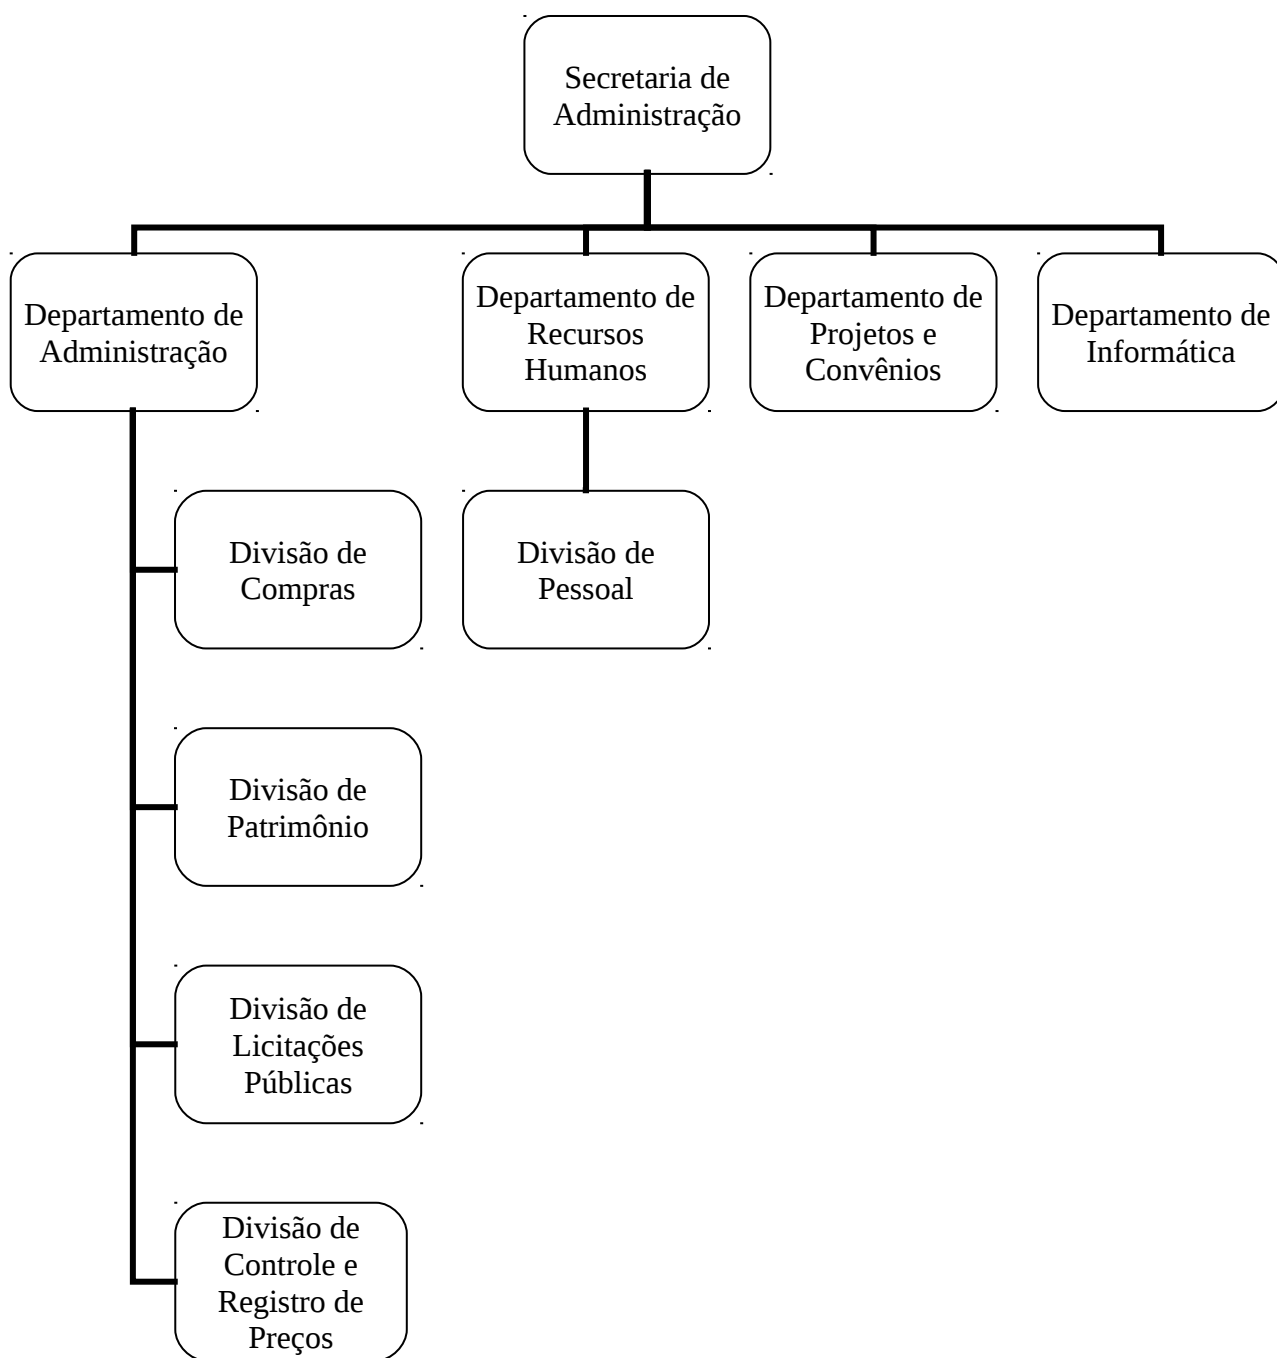 Secretaria de
Administração
Departamento de
Administração
Departamento de
Recursos
Humanos
Departamento de
Projetos e
Convênios
Departamento de
Informática
Divisão de
Compras
Divisão de
Pessoal
Divisão de
Patrimônio
Divisão de
Licitações
Públicas
Divisão de
Controle e
Registro de
Preços